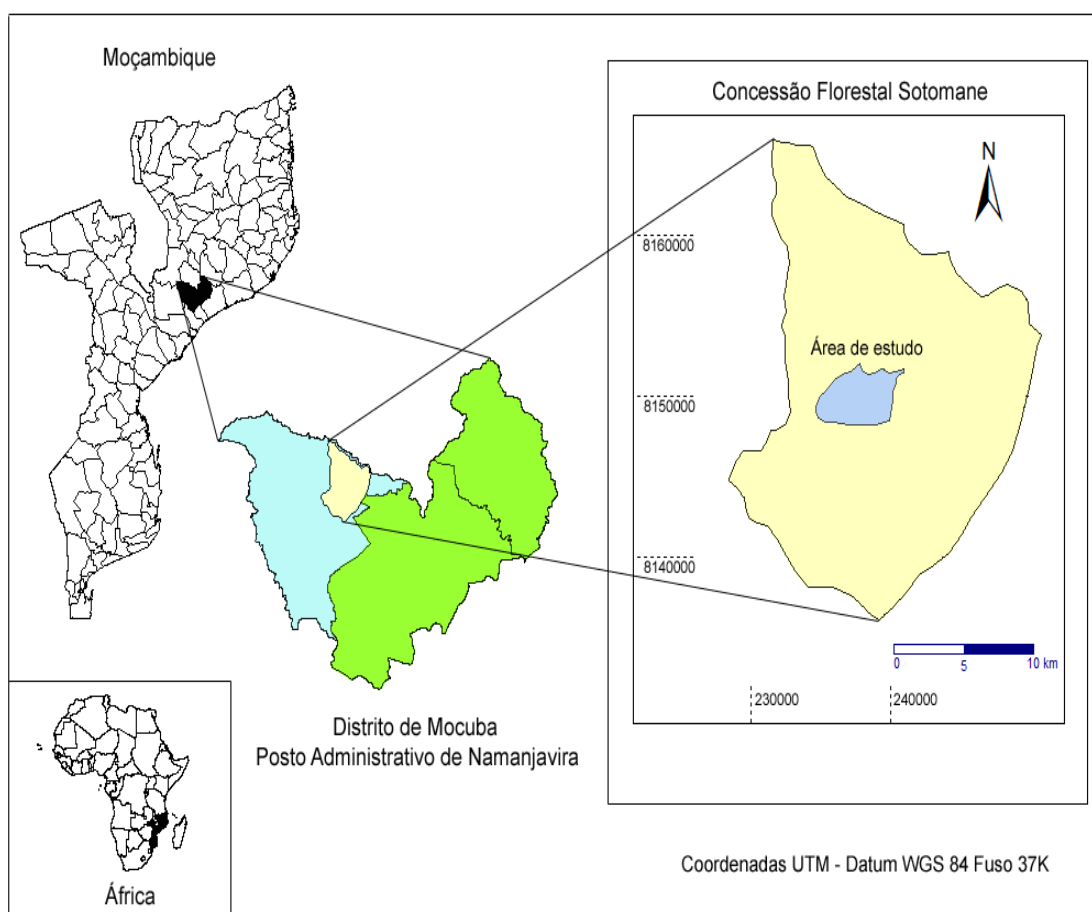 Moçambique
Concessão Florestal Sotomane
N
8160000
Área de estudo
8150000
8140000
0 5 10 km
230000 240000
Distrito de Mocuba
Posto Administrativo de Namanjavira
África
Coordenadas UTM - Datum WGS 84 Fuso 37K